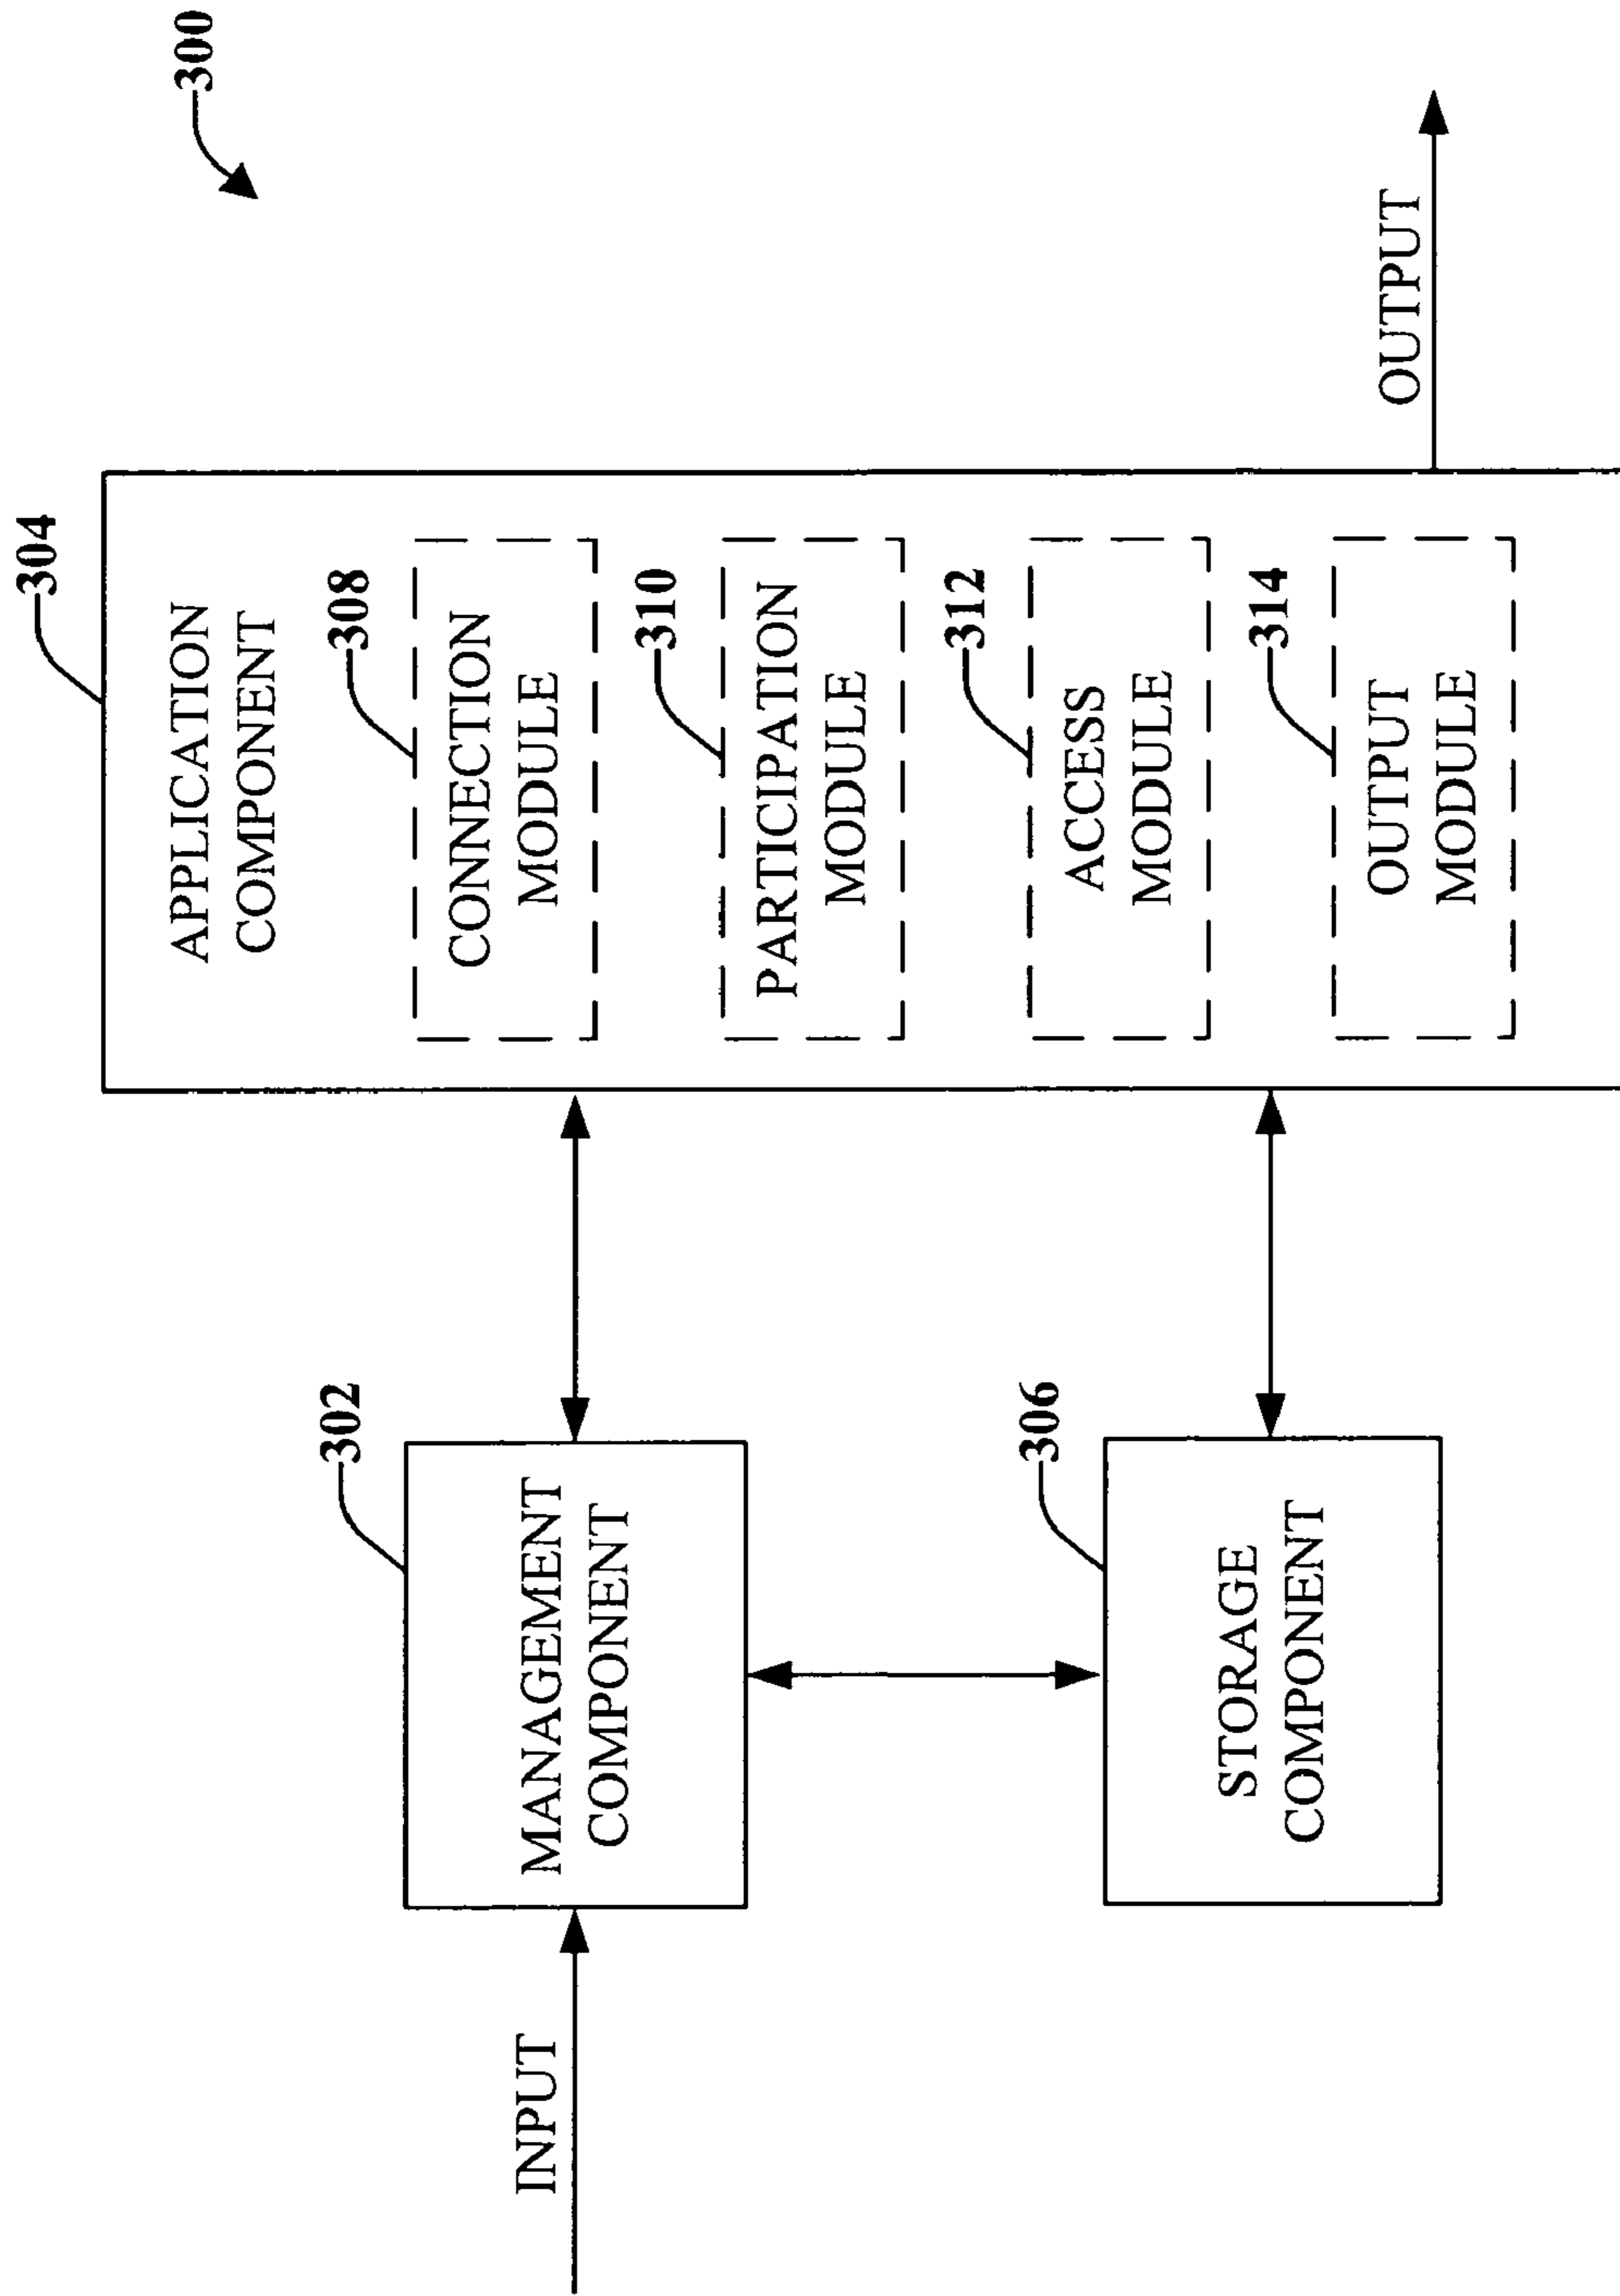 300
304
APPLICATION
COMPONENT
308
CONNECTION
MODULE
310
PARTICIPATION
MODULE
312
ACCESS
MODULE
314
OUTPUT
MODULE
OUTPUT
302
MANAGEMENT
COMPONENT
306
STORAGE
COMPONENT
INPUT